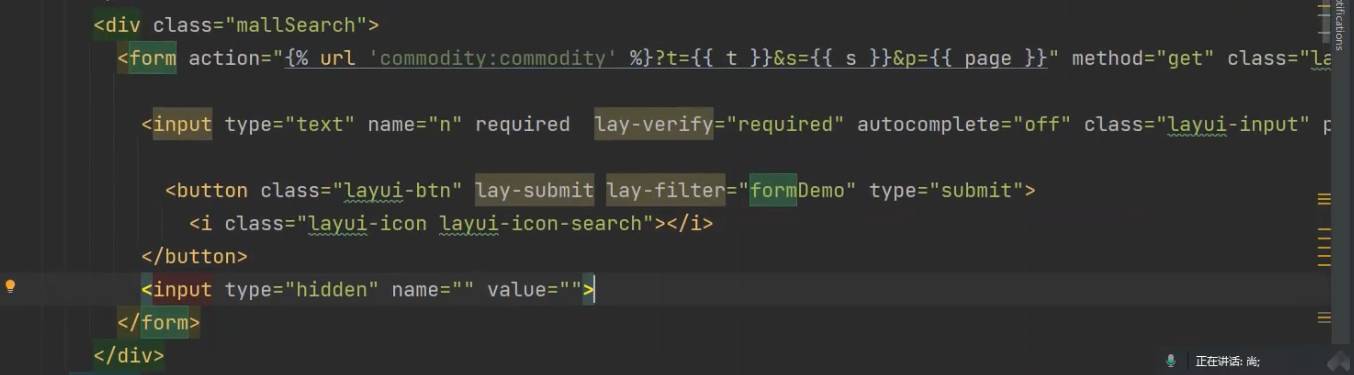 <div class="mallSearch">
<form action="{% url 'commodity:commodity' %}?t={{ t }}&s={{ s }}&p={{ page }}" method="get" class="la
<input type="text" name="n" required  lay-verify="required" autocomplete="off" class="layui-input" p
<button class="layui-btn" lay-submit lay-filter="formDemo" type="submit">
<i class="layui-icon layui-icon-search"></i>
</button>
<input type="hidden" name="" value="">
</form>
</div>
otifications
正在讲话: 尚;